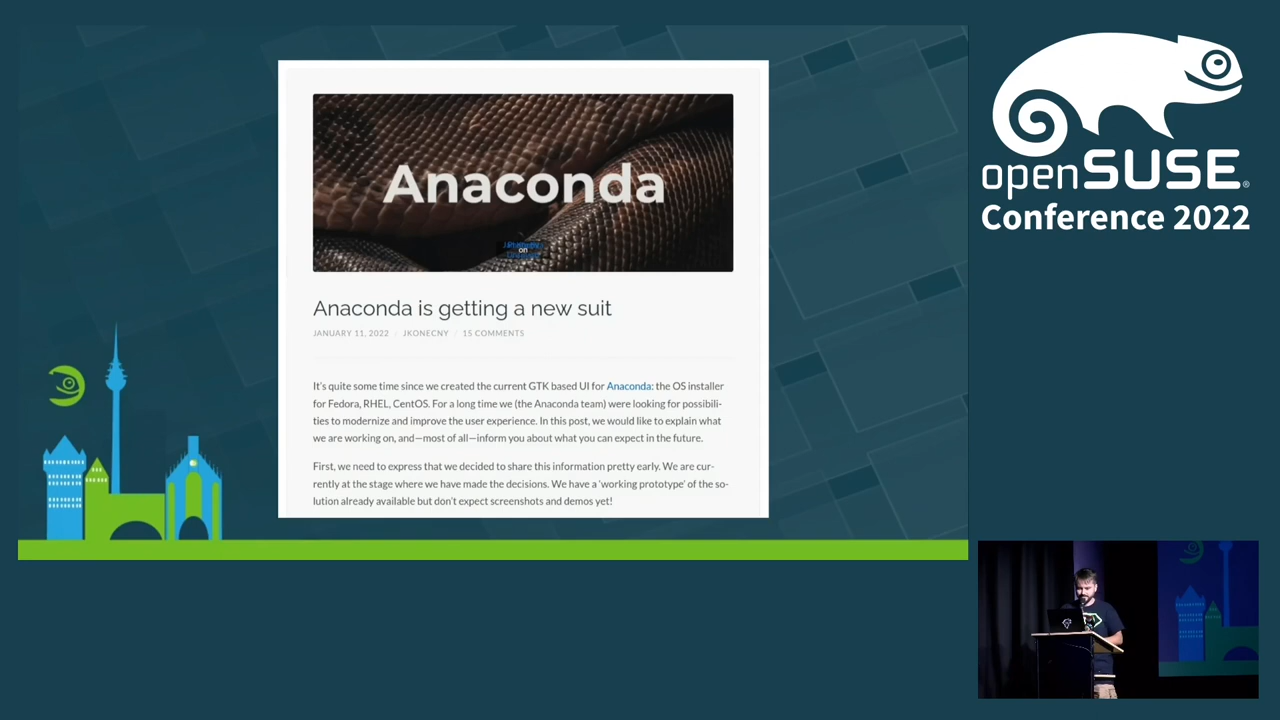 Anaconda
on
Anaconda is getting a new suit
JANUARY 11, 2022 / JKONECNY / 15 COMMENTS
It's quite some time since we created the current GTK based UI for Anaconda: the OS installer
for Fedora, RHEL, CentOS. For a long time we (the Anaconda team) were looking for possibili-
ties to modernize and improve the user experience. In this post, we would like to explain what
we are working on, and—most of all—inform you about what you can expect in the future.
First, we need to express that we decided to share this information pretty early. We are cur-
rently at the stage where we have made the decisions. We have a 'working prototype' of the so-
lution already available but don't expect screenshots and demos yet!
openSUSE®
Conference 2022